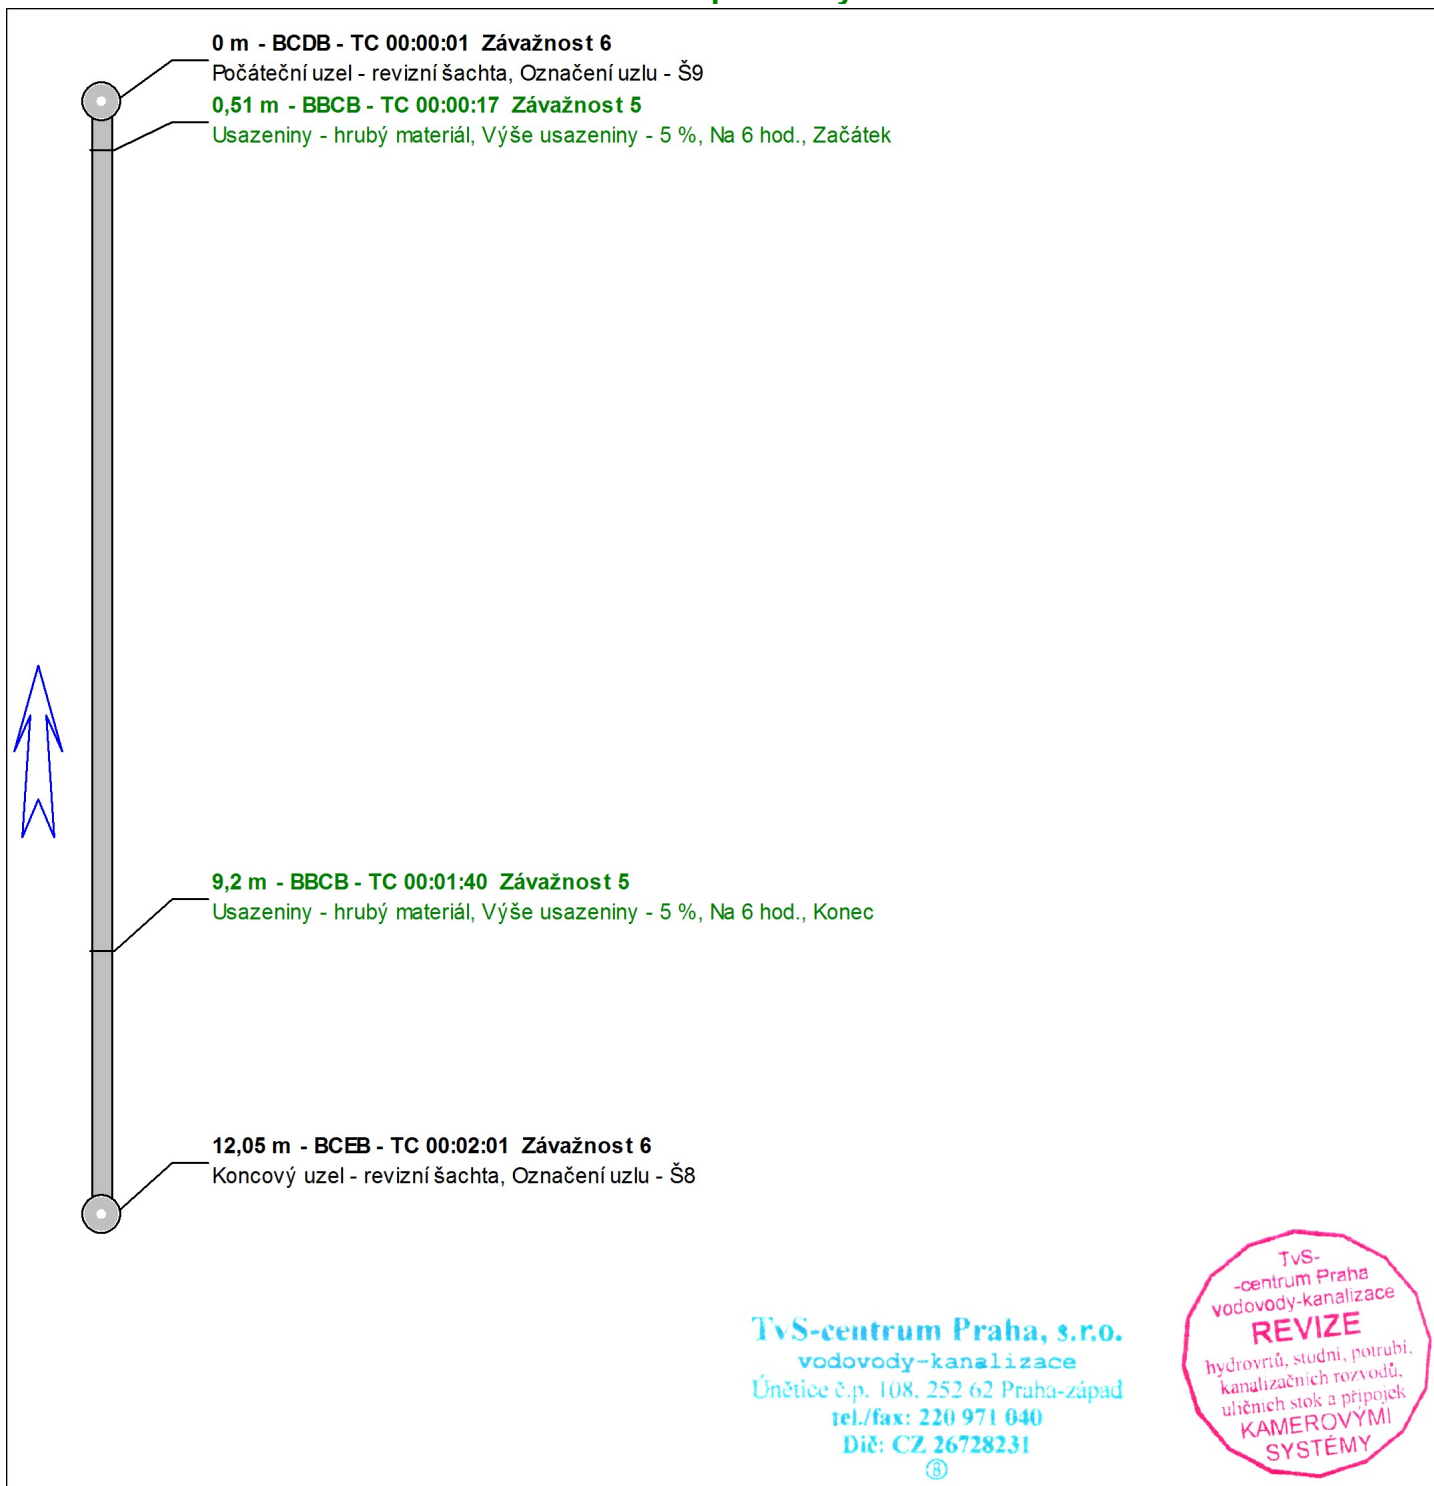 0 m - BCDB - TC 00:00:01 Závažnost 6
Počáteční uzel - revizní šachta, Označení uzlu - Š9
0,51 m - BBCB - TC 00:00:17 Závažnost 5
Usazeniny - hrubý materiál, Výše usazeniny - 5 %, Na 6 hod., Začátek
9,2 m - BBCB - TC 00:01:40 Závažnost 5
Usazeniny - hrubý materiál, Výše usazeniny - 5 %, Na 6 hod., Konec
12,05 m - BCEB - TC 00:02:01 Závažnost 6
Koncový uzel - revizní šachta, Označení uzlu - Š8
TvS-centrum Praha, s.r.o.
vodovody-kanalizace
Únětice č.p. 108, 252 62 Praha-západ
tel./fax: 220 971 040
Dič: CZ 26728231
⑧
TvS-
-centrum Praha
vodovody-kanalizace
REVIZE
hydrovrtů, studní, potrubí,
kanalizačních rozvodů,
uličních stok a přípojek
KAMEROVÝMI
SYSTÉMY